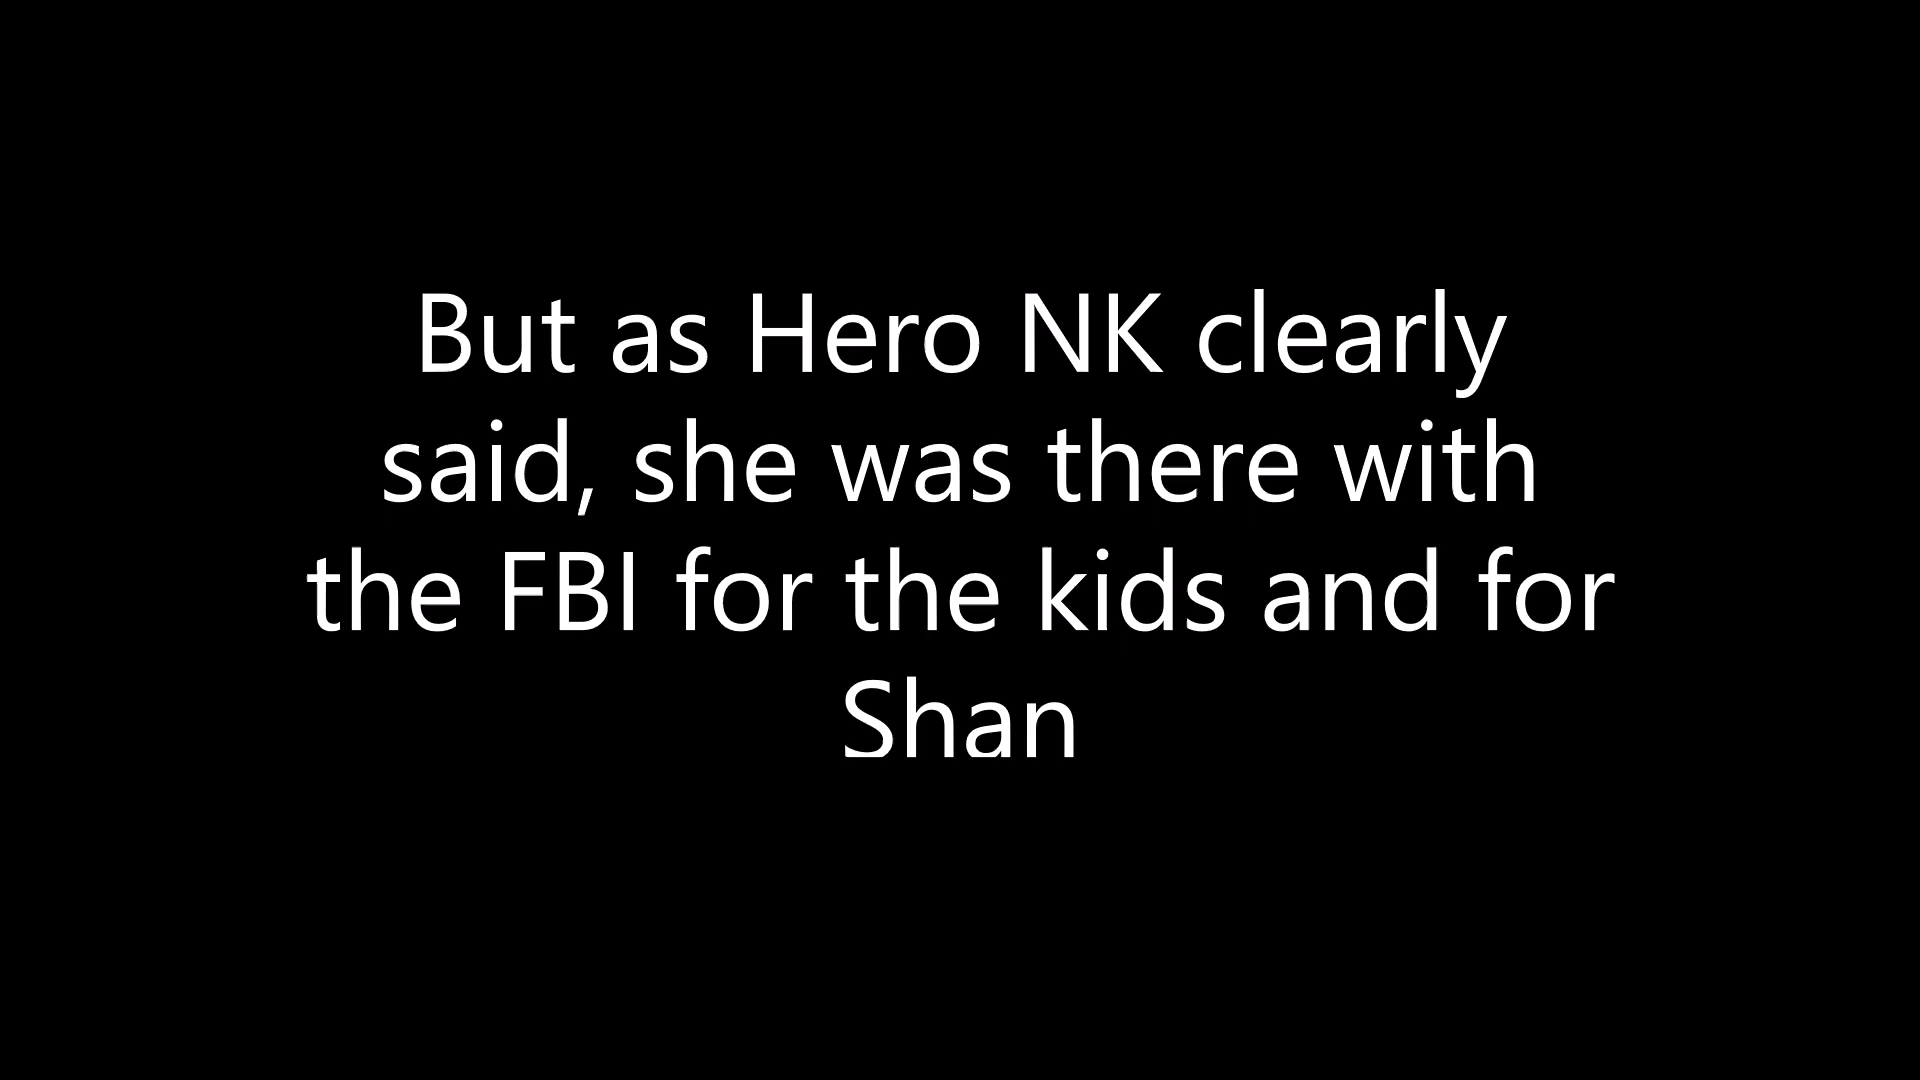 But as Hero NK clearly
said, she was there with
the FBI for the kids and for
Shan